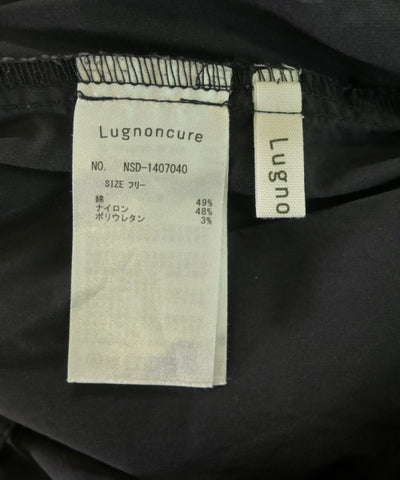 Lugnoncure
NO. NSD-1407040
SIZE フリー
綿 49%
ナイロン 48%
ポリウレタン 3%
Lugno